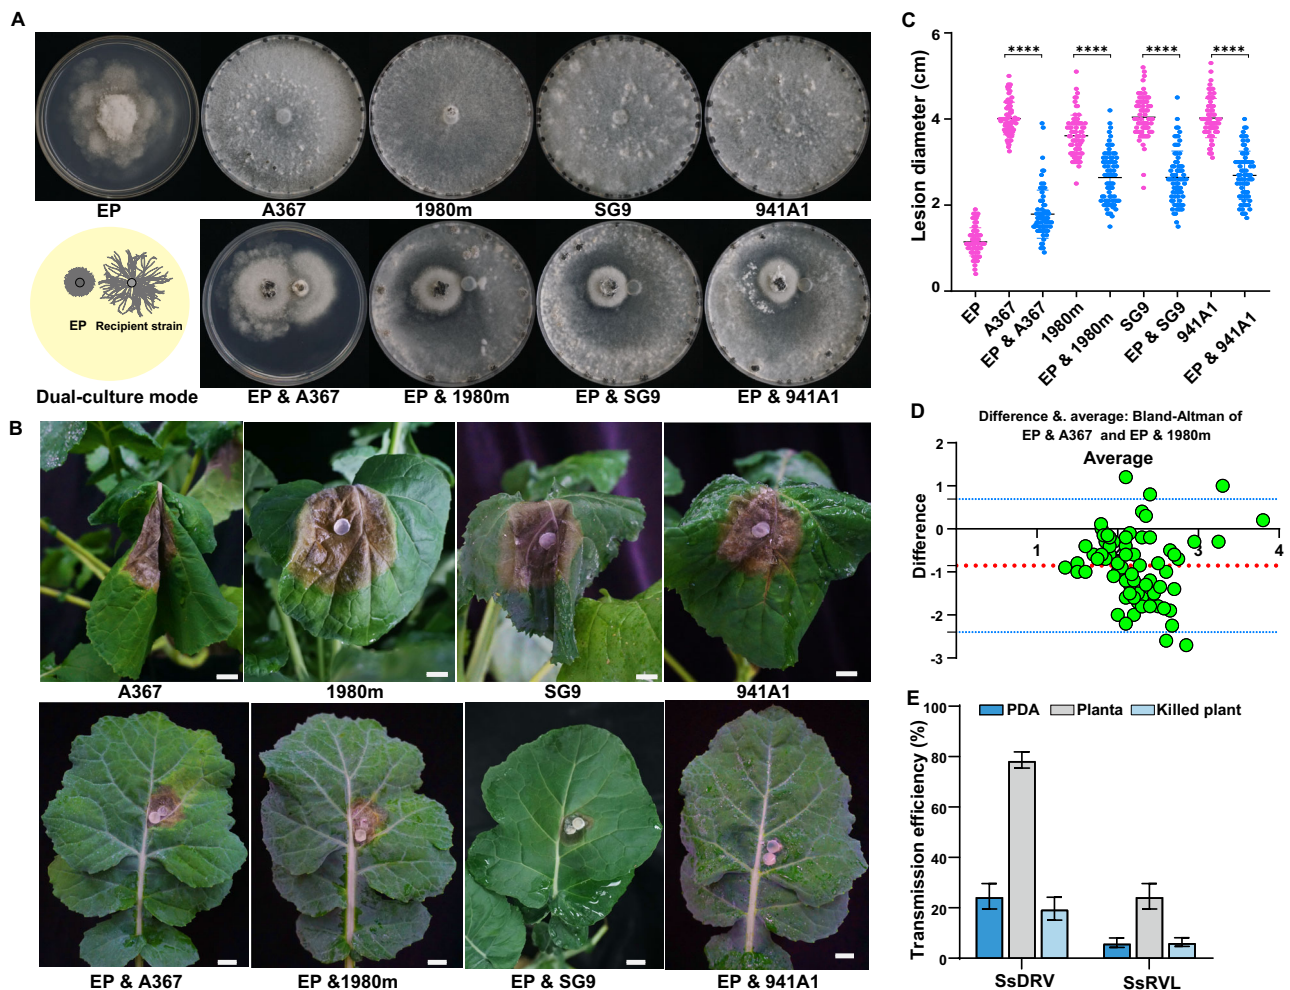 A
EP
A367
1980m
SG9
941A1
EP
Recipient strain
Dual-culture mode
EP & A367
EP & 1980m
EP & SG9
EP & 941A1
B
A367
1980m
SG9
941A1
EP & A367
EP &1980m
EP & SG9
EP & 941A1
C
Lesion diameter (cm)
6
4
2
0
****
****
****
****
EP
A367
EP & A367
1980m
EP & 1980m
SG9
EP & SG9
941A1
EP & 941A1
D
Difference &. average: Bland-Altman of
EP & A367 and EP & 1980m
Average
Difference
2
1
0
-1
-2
-3
1
3
4
E
PDA
Planta
Killed plant
Transmission efficiency (%)
100
80
60
40
20
0
SsDRV
SsRVL